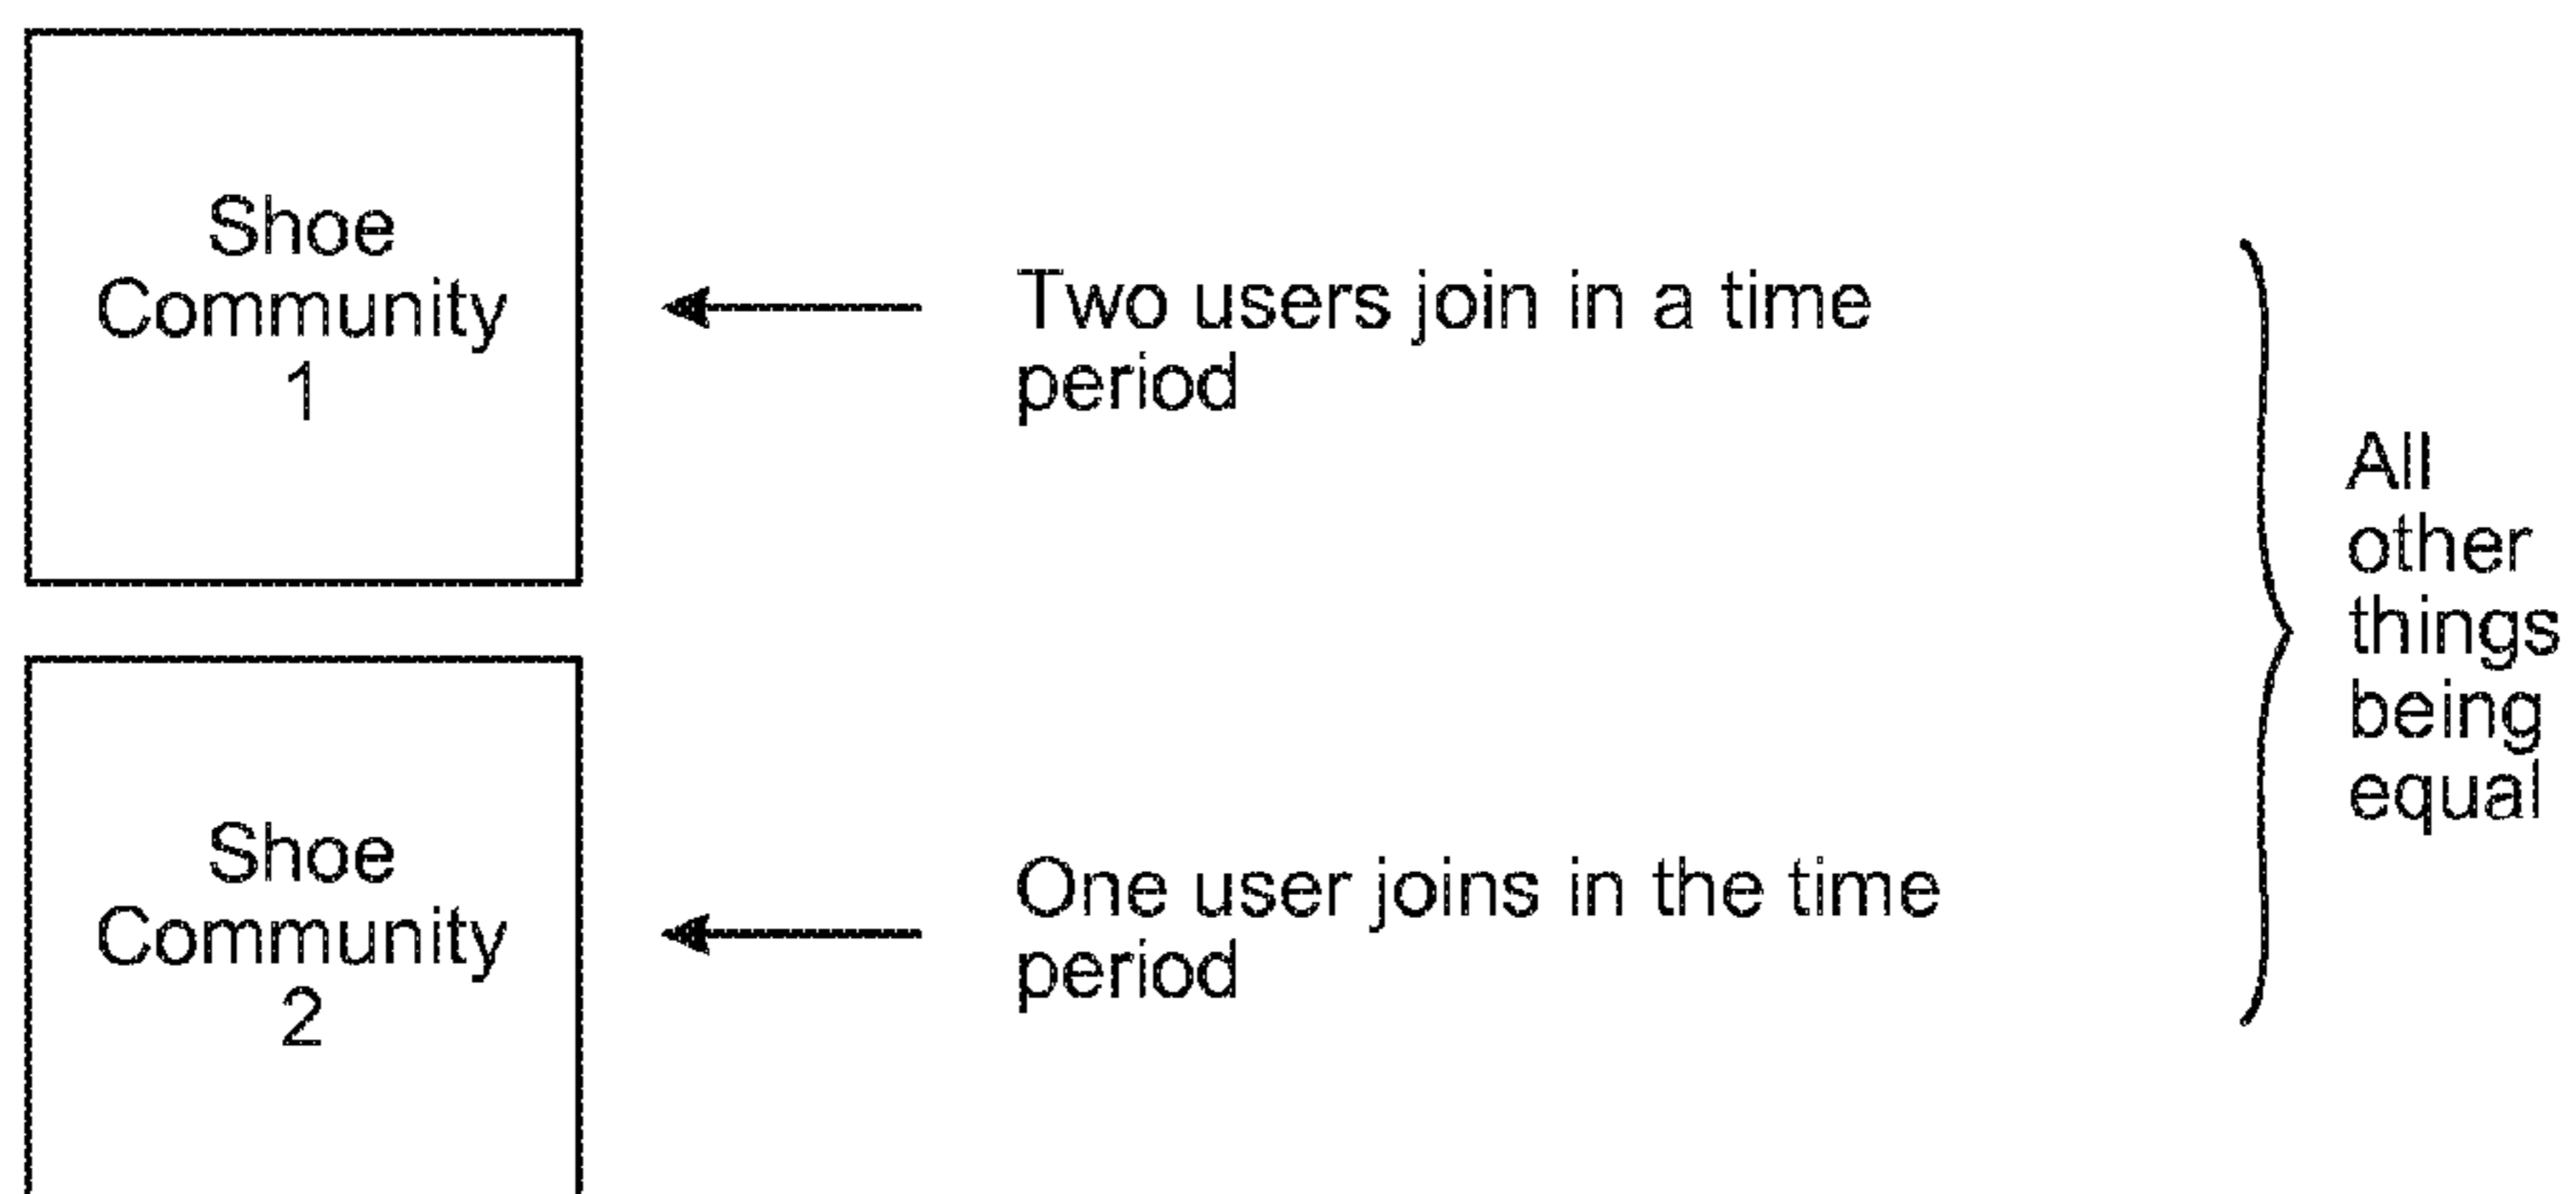 Shoe
Community
1
Two users join in a time
period
Shoe
Community
2
One user joins in the time
period
All
other
things
being
equal